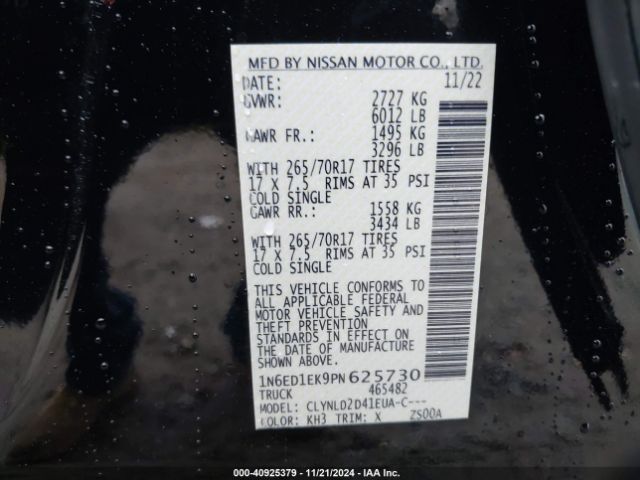 MFD BY NISSAN MOTOR CO., LTD.
DATE: 11/22
GVWR: 2727 KG
6012 LB
GAWR FR.: 1495 KG
3296 LB
WITH 265/70R17 TIRES
17 X 7.5 RIMS AT 35 PSI
COLD SINGLE
GAWR RR.: 1558 KG
3434 LB
WITH 265/70R17 TIRES
17 X 7.5 RIMS AT 35 PSI
COLD SINGLE
THIS VEHICLE CONFORMS TO
ALL APPLICABLE FEDERAL
MOTOR VEHICLE SAFETY AND
THEFT PREVENTION
STANDARDS IN EFFECT ON
THE DATE OF MANUFACTURE
SHOWN ABOVE.
1N6ED1EK9PN625730
TRUCK 465482
MODEL: CLYNLD2D41EUA-C---
COLOR: KH3 TRIM: X ZS00A
000-40925379 - 11/21/2024 - IAA Inc.